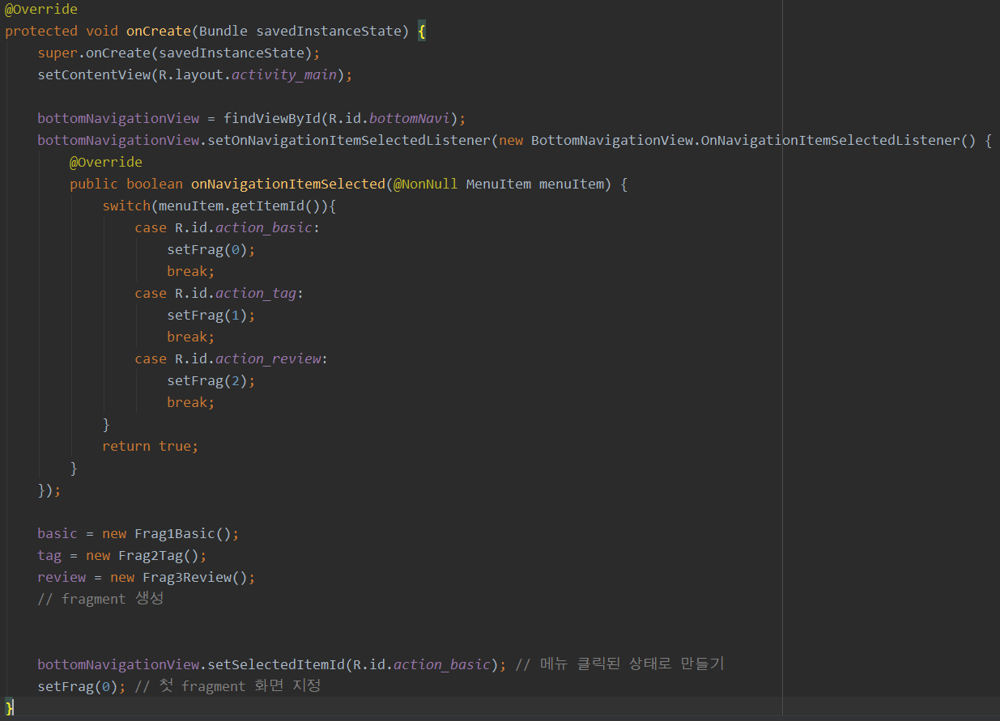 @Override
protected void onCreate(Bundle savedInstanceState) {
    super.onCreate(savedInstanceState);
    setContentView(R.layout.activity_main);

    bottomNavigationView = findViewById(R.id.bottomNavi);
    bottomNavigationView.setOnNavigationItemSelectedListener(new BottomNavigationView.OnNavigationItemSelectedListener() {
        @Override
        public boolean onNavigationItemSelected(@NonNull MenuItem menuItem) {
            switch(menuItem.getItemId()){
                case R.id.action_basic:
                    setFrag(0);
                    break;
                case R.id.action_tag:
                    setFrag(1);
                    break;
                case R.id.action_review:
                    setFrag(2);
                    break;
            }
            return true;
        }
    });

    basic = new Frag1Basic();
    tag = new Frag2Tag();
    review = new Frag3Review();
    // fragment 생성

    bottomNavigationView.setSelectedItemId(R.id.action_basic); // 메뉴 클릭된 상태로 만들기
    setFrag(0); // 첫 fragment 화면 지정
}